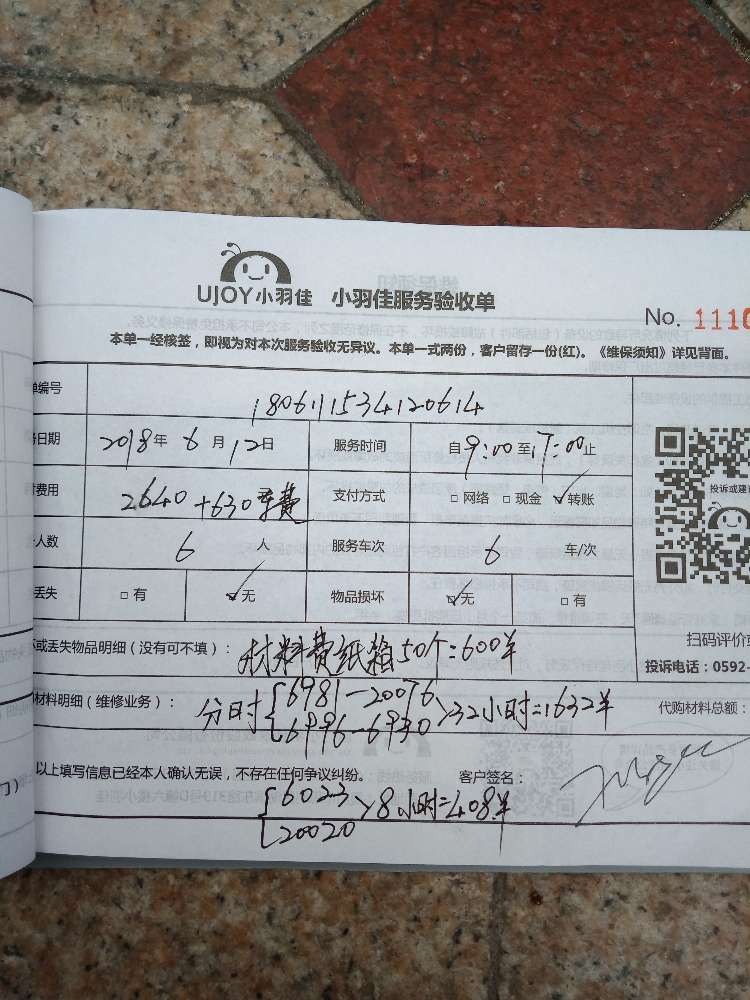 UJOY小羽佳 小羽佳服务验收单
No. 1110
本单一经核签，即视为对本次服务验收无异议。本单一式两份，客户留存一份(红)。《维保须知》详见背面。
单编号 1806111534120614
日期 2018年 6月 12日 服务时间 自9:00至17:00止
费用 2640+630车费 支付方式 □网络 □现金 ☑转账
投诉或建
人数 6人 服务车次 6 车/次
丢失 □有 ☑无 物品损坏 ☑无 □有
扫码评价或
坏或丢失物品明细（没有可不填）： 材料费纸箱50个=600半
投诉电话：0592-
材料明细（维修业务）： 分日时 6981-20076
6996-6930 32小时=1632半
代购材料总额：
以上填写信息已经本人确认无误，不存在任何争议纠纷。 客户签名：
6023
20020 8小时=408半